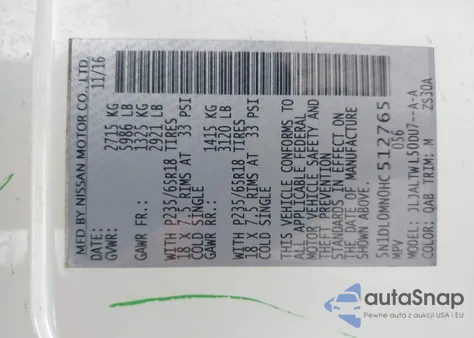 MFD BY NISSAN MOTOR CO.,LTD
DATE: 11/16
GVWR: 2715 KG
5986 LB
GAWR FR.: 1325 KG
2921 LB
WITH P235/65R18 TIRES
18 X 7.5 RIMS AT 33 PSI
COLD SINGLE
GAWR RR.: 1415 KG
3120 LB
WITH P235/65R18 TIRES
18 X 7.5 RIMS AT 33 PSI
COLD SINGLE
THIS VEHICLE CONFORMS TO
ALL APPLICABLE FEDERAL
MOTOR VEHICLE SAFETY AND
THEFT PREVENTION
STANDARDS IN EFFECT ON
THE DATE OF MANUFACTURE
SHOWN ABOVE.
5N1DL0MN0HC512765
MPV 056
MODEL: JLJALTWL50UU7--A-A
COLOR: QAB TRIM: M ZS30A
autoSnap
Pewne auta z aukcji USA i EU